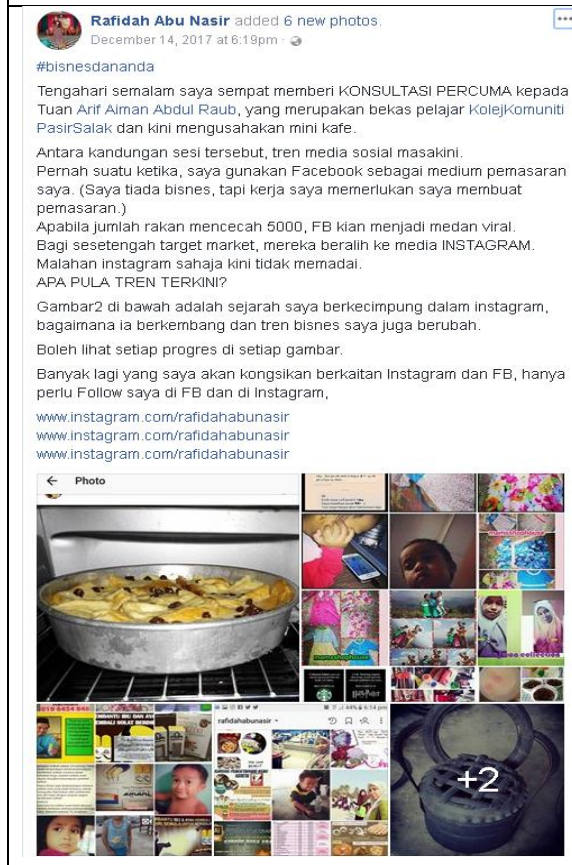 Rafidah Abu Nasir added 6 new photos.
December 14, 2017 at 6:19pm ·
#bisnesdananda
Tengahari semalam saya sempat memberi KONSULTASI PERCUMA kepada
Tuan Arif Aiman Abdul Raub, yang merupakan bekas pelajar KolejKomuniti
PasirSalak dan kini mengusahakan mini kafe.
Antara kandungan sesi tersebut, tren media sosial masakini.
Pernah suatu ketika, saya gunakan Facebook sebagai medium pemasaran
saya. (Saya tiada bisnes, tapi kerja saya memerlukan saya membuat
pemasaran.)
Apabila jumlah rakan mencecah 5000, FB kian menjadi medan viral.
Bagi sesetengah target market, mereka beralih ke media INSTAGRAM.
Malahan instagram sahaja kini tidak memadai.
APA PULA TREN TERKINI?
Gambar2 di bawah adalah sejarah saya berkecimpung dalam instagram,
bagaimana ia berkembang dan tren bisnes saya juga berubah.
Boleh lihat setiap progres di setiap gambar.
Banyak lagi yang saya akan kongsikan berkaitan Instagram dan FB, hanya
perlu Follow saya di FB dan di Instagram,
www.instagram.com/rafidahabunasir
www.instagram.com/rafidahabunasir
www.instagram.com/rafidahabunasir
Photo
mamashophouse
mamashophouse
collection
44% 6:14 pm
rafidahabunasir
+2